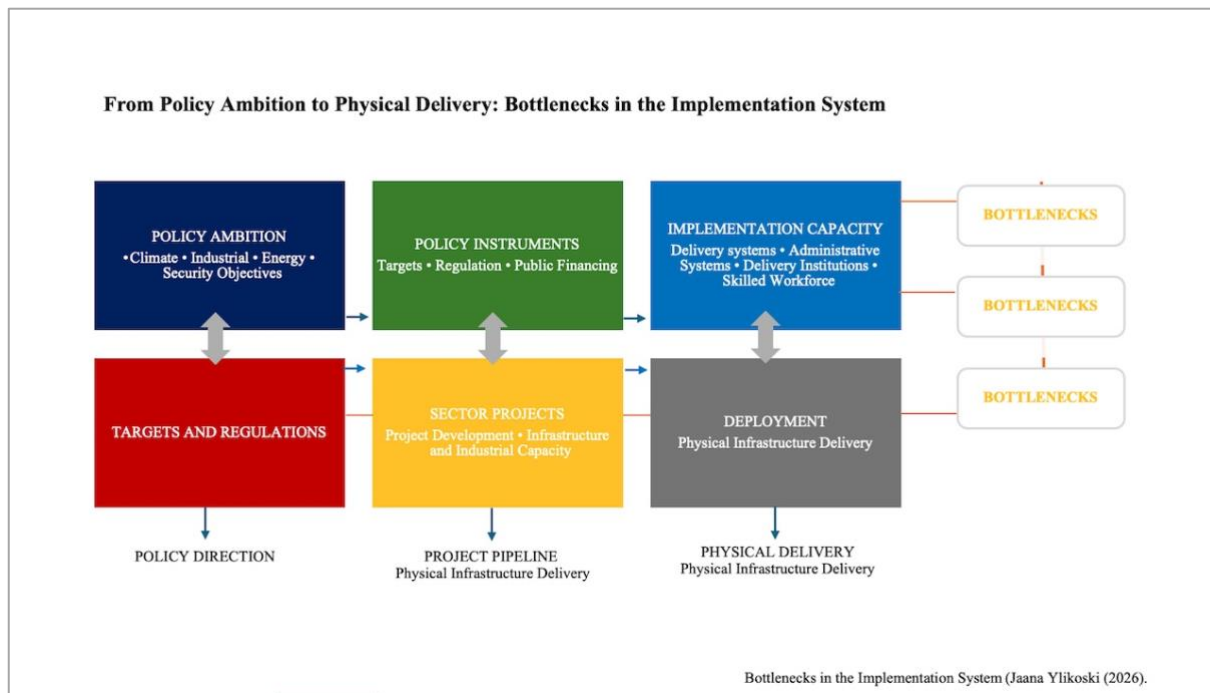 From Policy Ambition to Physical Delivery: Bottlenecks in the Implementation System
POLICY AMBITION
•Climate • Industrial • Energy •
Security Objectives
POLICY INSTRUMENTS
Targets • Regulation • Public Financing
IMPLEMENTATION CAPACITY
Delivery systems • Administrative
Systems • Delivery Institutions •
Skilled Workforce
BOTTLENECKS
BOTTLENECKS
BOTTLENECKS
TARGETS AND REGULATIONS
SECTOR PROJECTS
Project Development • Infrastructure
and Industrial Capacity
DEPLOYMENT
Physical Infrastructure Delivery
POLICY DIRECTION
PROJECT PIPELINE
Physical Infrastructure Delivery
PHYSICAL DELIVERY
Physical Infrastructure Delivery
Bottlenecks in the Implementation System (Jaana Ylikoski (2026).